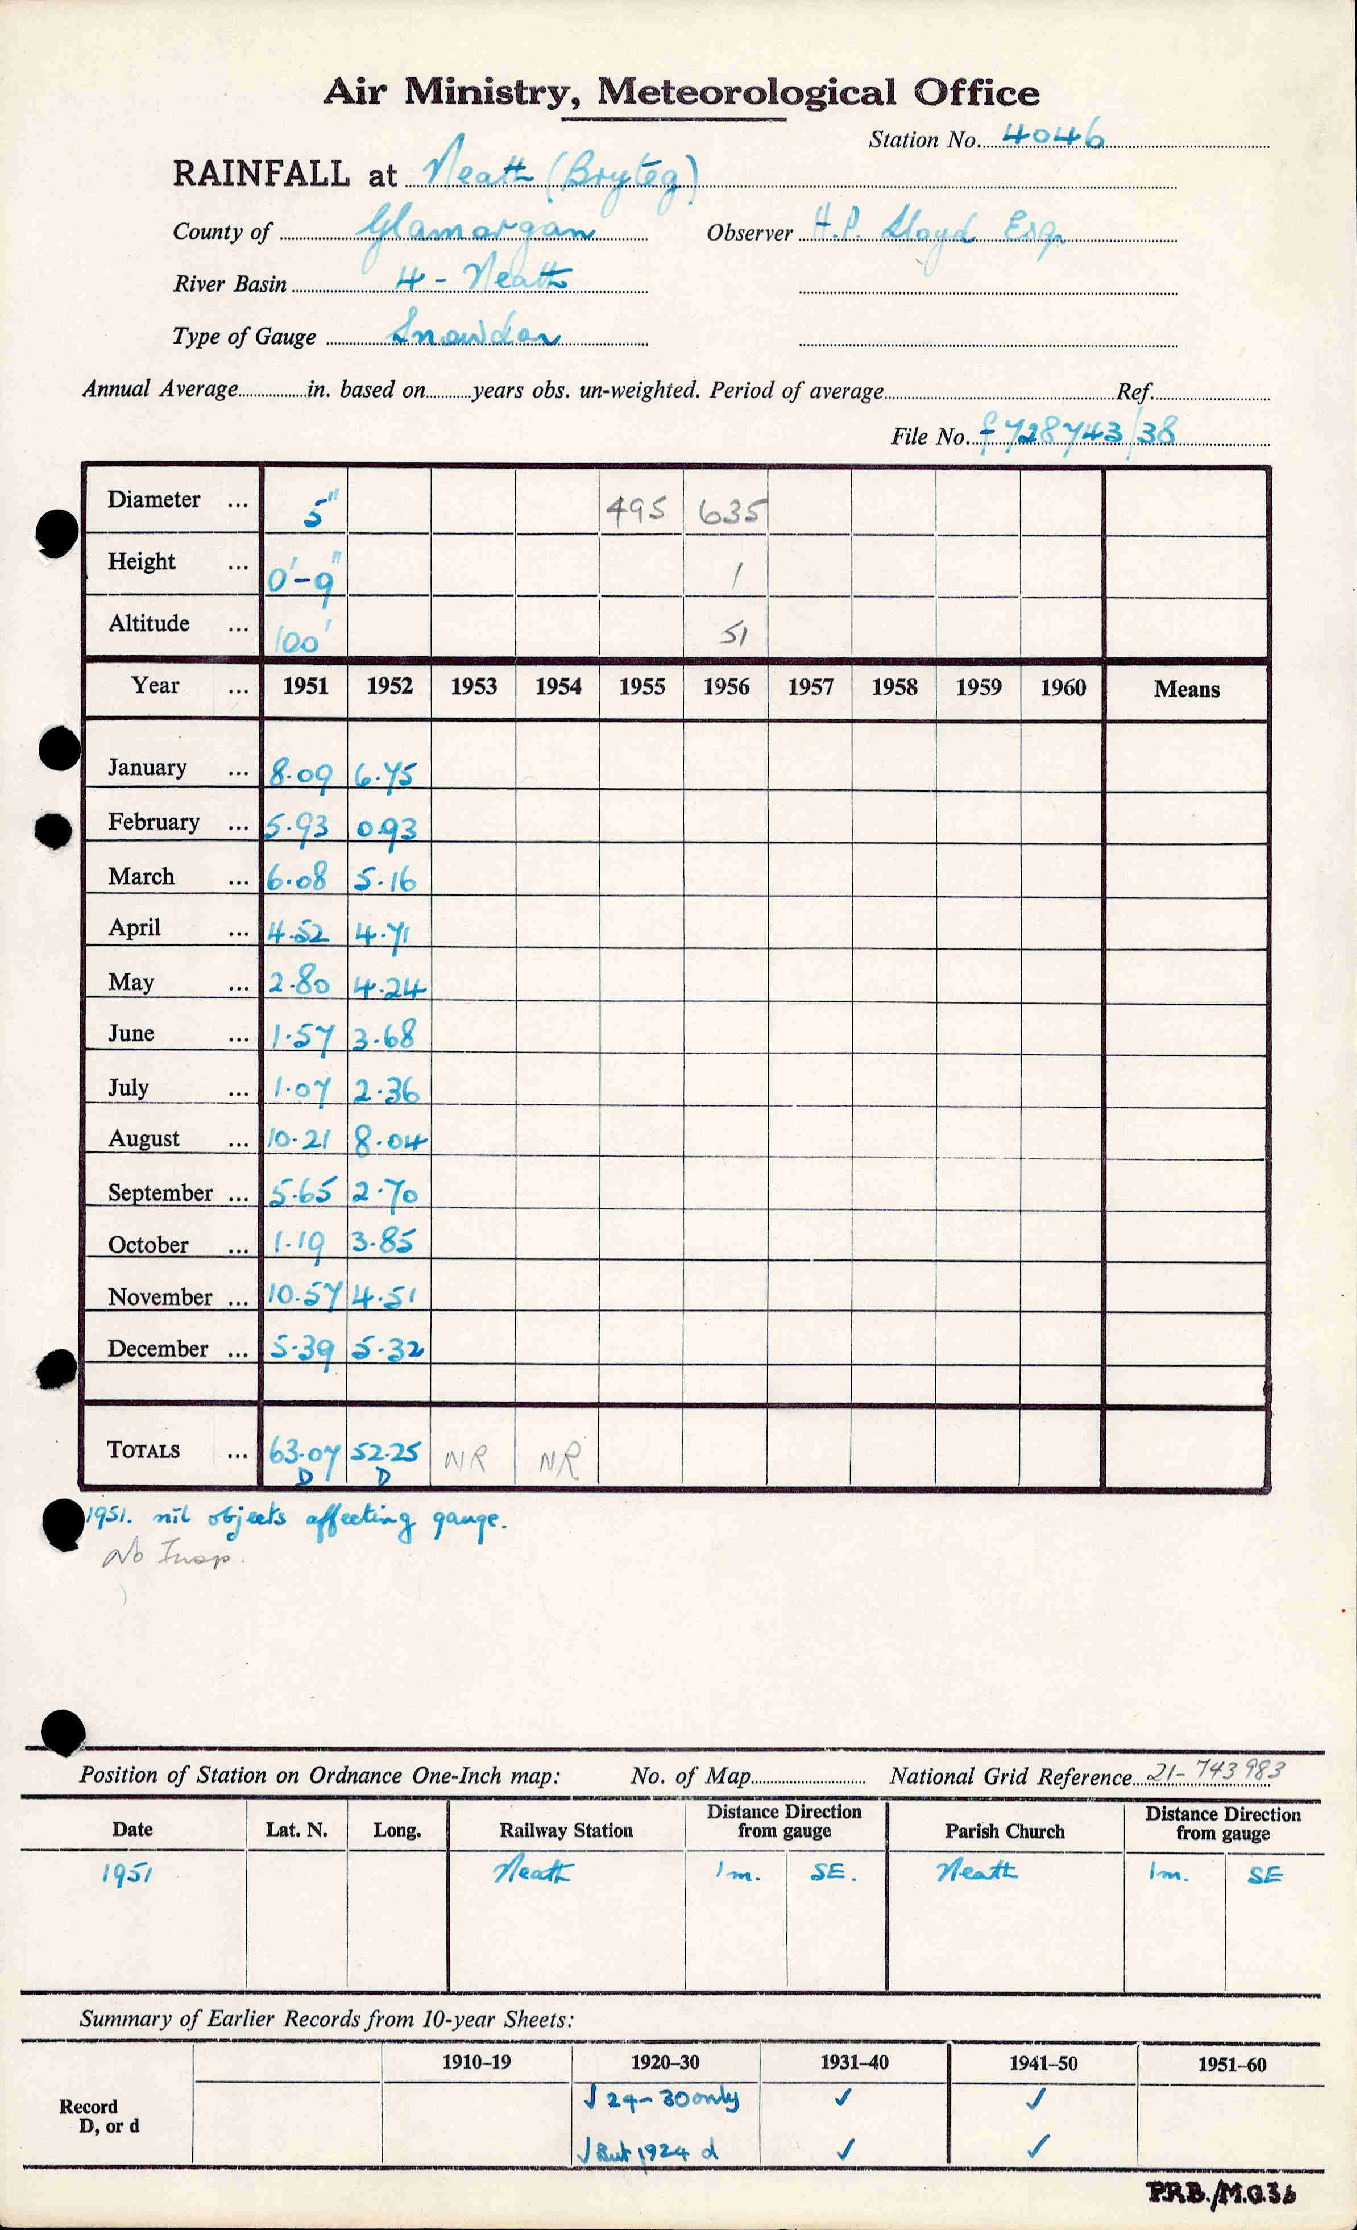 Air Ministry, Meteorological Office
Station No. 4046
RAINFALL at Neath (Bryteg)
County of Glamorgan Observer H.P. Lloyd Esq
River Basin 4 - Neath
Type of Gauge Snowdon
Annual Average in. based on years obs. un-weighted. Period of average Ref.
File No. f 728743/38
Diameter ... 5" 495 635
Height ... 0'-9" 1
Altitude ... 100' 51
Year ... 1951 1952 1953 1954 1955 1956 1957 1958 1959 1960 Means
January ... 8.09 6.75
February ... 5.93 0.93
March ... 6.08 5.16
April ... 4.52 4.71
May ... 2.80 4.24
June ... 1.57 3.68
July ... 1.07 2.36
August ... 10.21 8.04
September ... 5.65 2.70
October ... 1.19 3.85
November ... 10.57 4.51
December ... 5.39 5.32
TOTALS ... 63.07 52.25 NR NR
D D
1951. nil objects affecting gauge.
No Insp.
Position of Station on Ordnance One-Inch map: No. of Map National Grid Reference 21-743983
Date Lat. N. Long. Railway Station Distance Direction from gauge Parish Church Distance Direction from gauge
1951 Neath 1m. SE. Neath 1m. SE
Summary of Earlier Records from 10-year Sheets:
1910–19 1920–30 1931–40 1941–50 1951–60
Record ✓ 24-30 only ✓ ✓
D, or d ✓ But 1924 d ✓ ✓
P.R.B./M.O.36